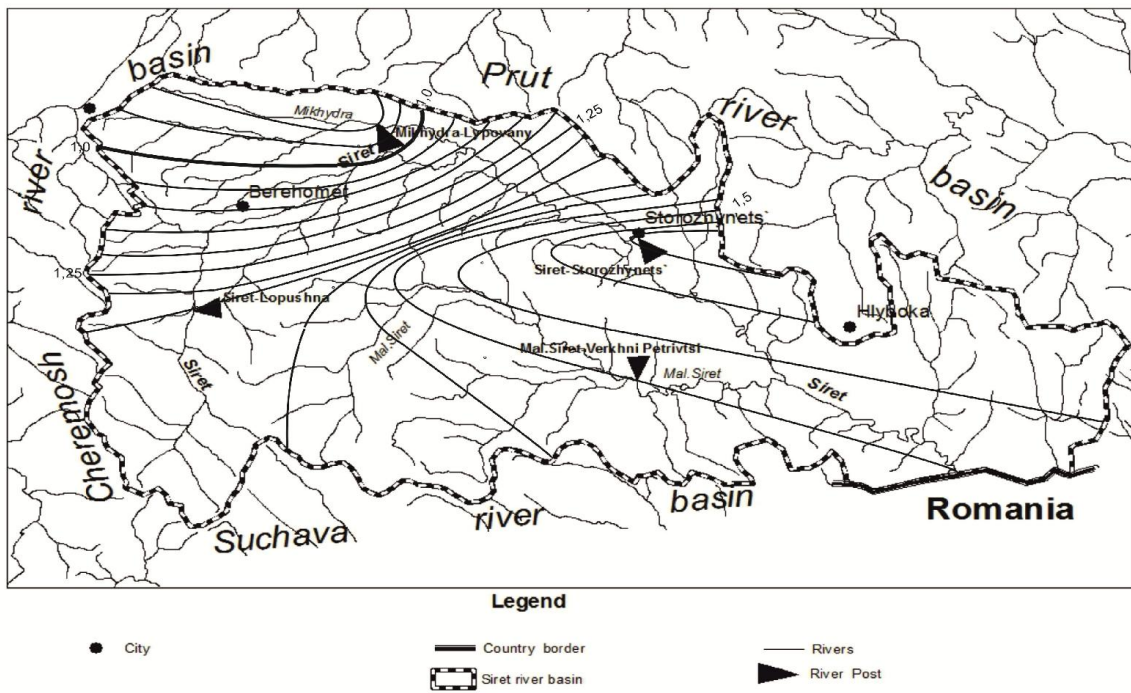 basin
Prut
river
basin
river
Mikhydra
1,0
1,25
Mikhydra-Lypovany
Siret
1,0
Berehomet
1,5
Storozhynets`
1,25
Siret-Storozhynets`
Siret-Lopushna
Hlyboka
Mal.Siret
Mal.Siret-Verkhni Petrivtsi
Mal.Siret
Siret
Siret
Cheremosh
Suchava
river
basin
Romania
Legend
City
Country border
Rivers
Siret river basin
River Post